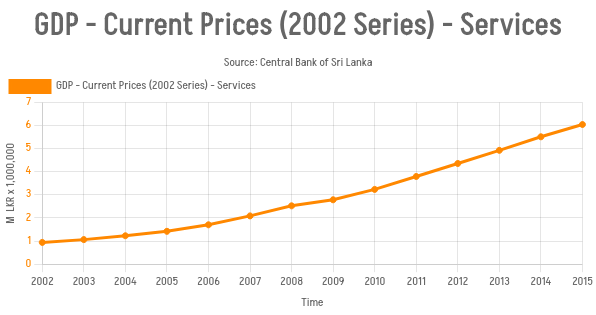 GDP - Current Prices (2002 Series) - Services
Source: Central Bank of Sri Lanka
GDP - Current Prices (2002 Series) - Services
7
6
5
4
3
2
1
0
M LKR x 1,000,000
2002 2003 2004 2005 2006 2007 2008 2009 2010 2011 2012 2013 2014 2015
Time